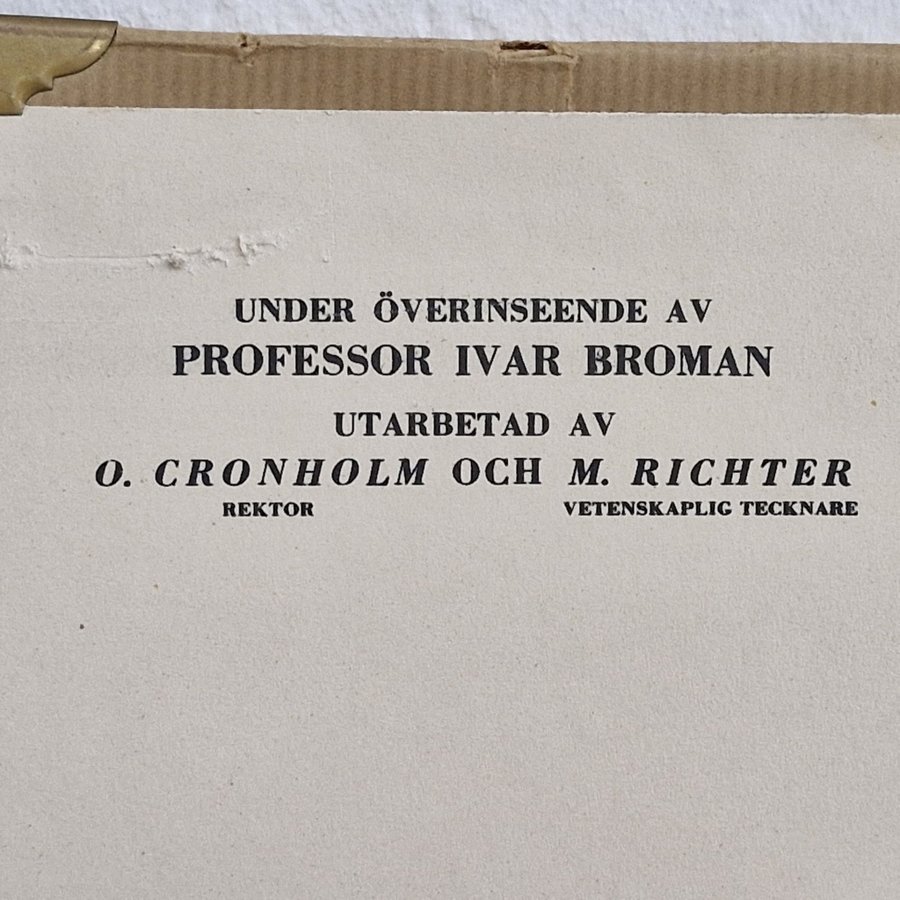 UNDER ÖVERINSEENDE AV
PROFESSOR IVAR BROMAN
UTARBETAD AV
O. CRONHOLM OCH M. RICHTER
REKTOR VETENSKAPLIG TECKNARE